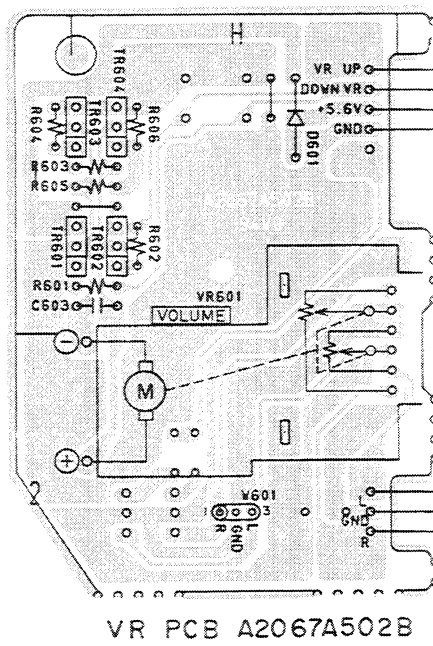 H
TR604
R604
TR603
R606
VR UP
DOWN VR
+5.6V
GND
D601
R603
R605
TR601
TR602
R602
R601
C603
VR601
VOLUME
−
M
+
2
W601
1
3
R
GND
L
L
GND
R
VR PCB A2067A502B